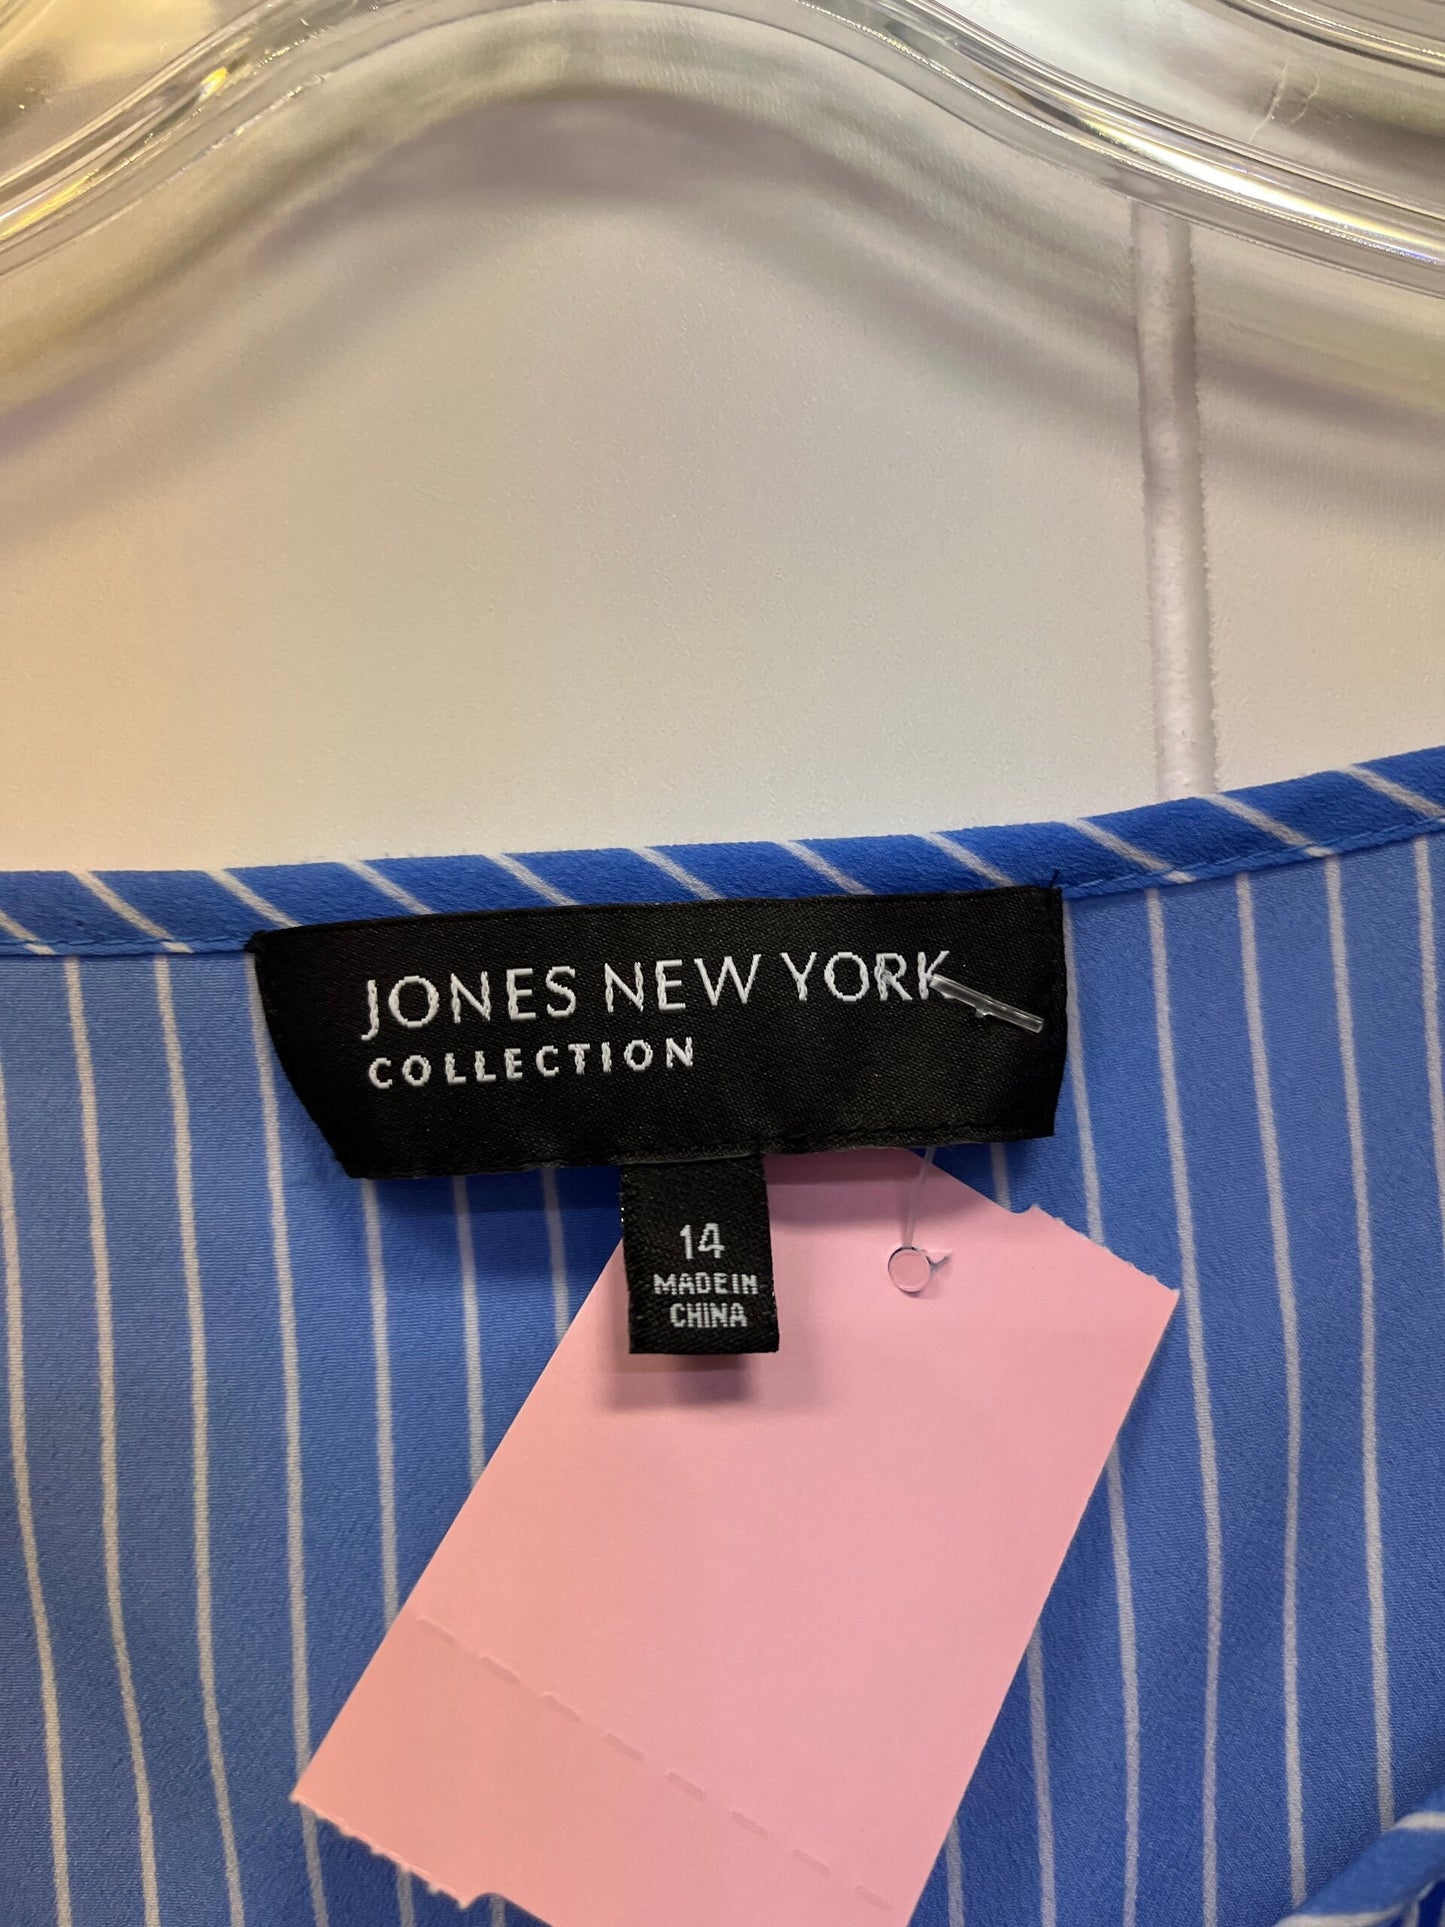 JONES NEW YORK
COLLECTION
14
MADE IN
CHINA